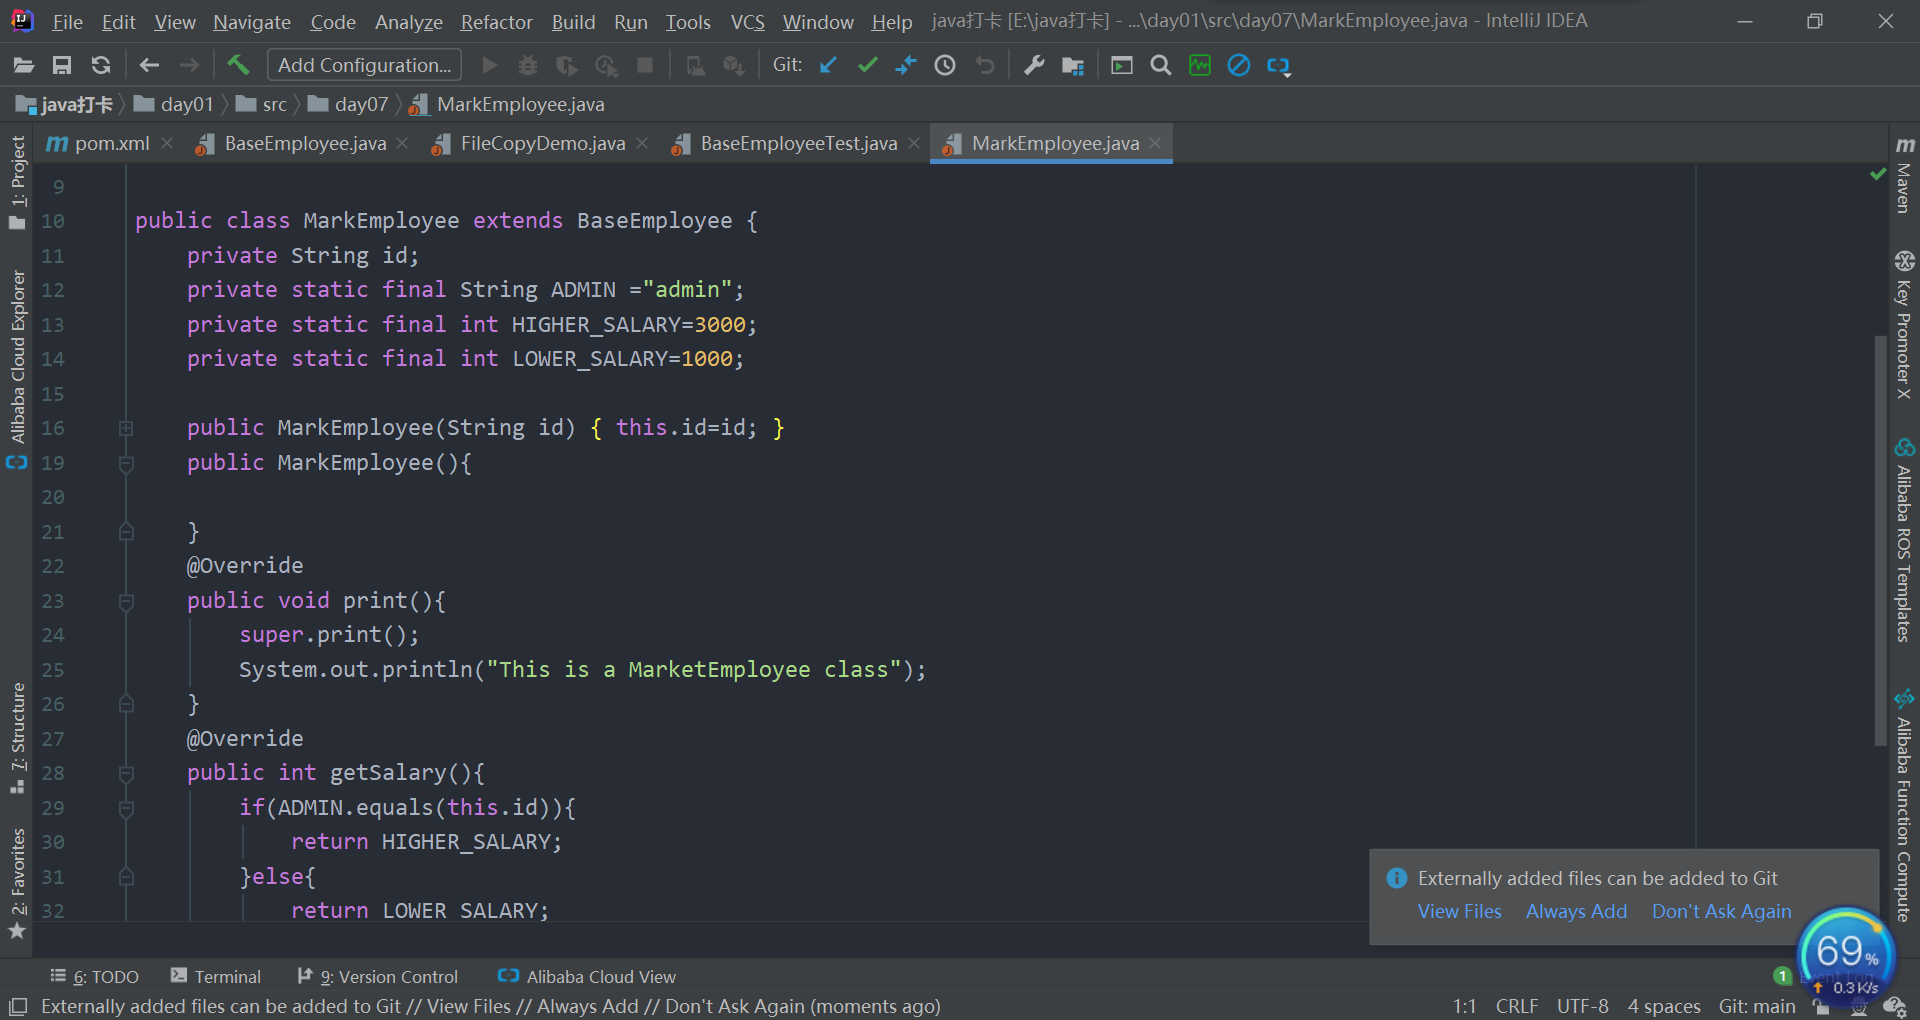 File Edit View Navigate Code Analyze Refactor Build Run Tools VCS Window Help java打卡 [E:\java打卡] - ...\day01\src\day07\MarkEmployee.java - IntelliJ IDEA
Add Configuration... Git:
java打卡 day01 src day07 MarkEmployee.java
pom.xml BaseEmployee.java FileCopyDemo.java BaseEmployeeTest.java MarkEmployee.java
1: Project
Alibaba Cloud Explorer
7: Structure
2: Favorites
9
10 public class MarkEmployee extends BaseEmployee {
11 private String id;
12 private static final String ADMIN ="admin";
13 private static final int HIGHER_SALARY=3000;
14 private static final int LOWER_SALARY=1000;
15
16 public MarkEmployee(String id) { this.id=id; }
19 public MarkEmployee(){
20
21 }
22 @Override
23 public void print(){
24 super.print();
25 System.out.println("This is a MarketEmployee class");
26 }
27 @Override
28 public int getSalary(){
29 if(ADMIN.equals(this.id)){
30 return HIGHER_SALARY;
31 }else{
32 return LOWER_SALARY;
Maven
Key Promoter X
Alibaba ROS Templates
Alibaba Function Compute
Externally added files can be added to Git
View Files Always Add Don't Ask Again
69%
0.3K/s
6: TODO Terminal 9: Version Control Alibaba Cloud View 1 Event Log
Externally added files can be added to Git // View Files // Always Add // Don't Ask Again (moments ago) 1:1 CRLF UTF-8 4 spaces Git: main